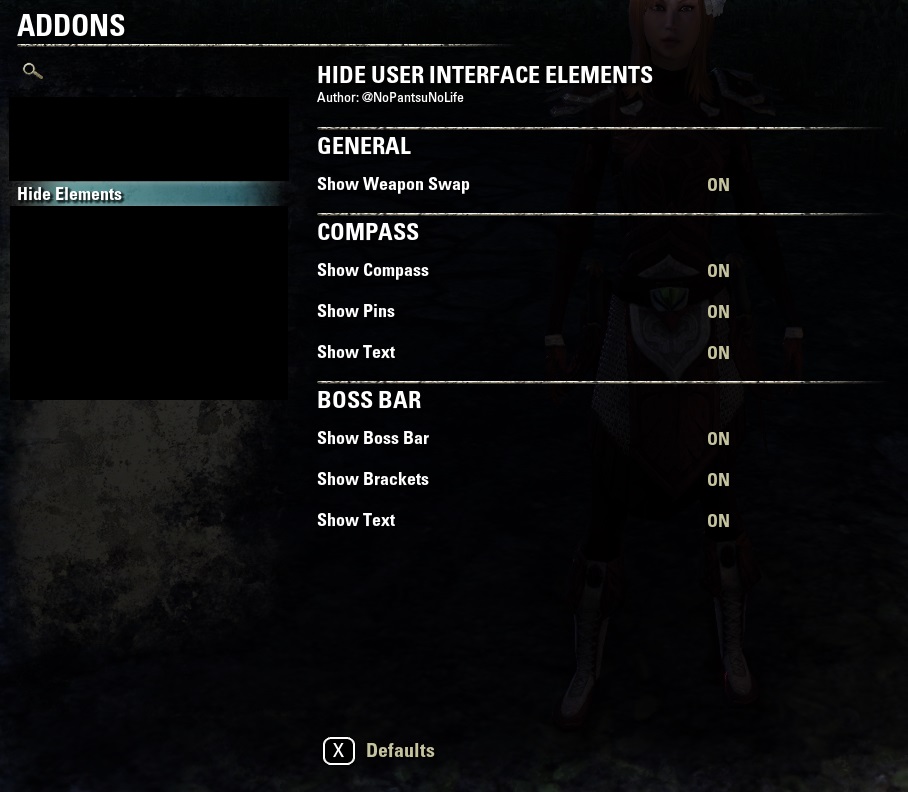 ADDONS
Hide Elements
HIDE USER INTERFACE ELEMENTS
Author: @NoPantsuNoLife
GENERAL
Show Weapon Swap ON
COMPASS
Show Compass ON
Show Pins ON
Show Text ON
BOSS BAR
Show Boss Bar ON
Show Brackets ON
Show Text ON
X Defaults